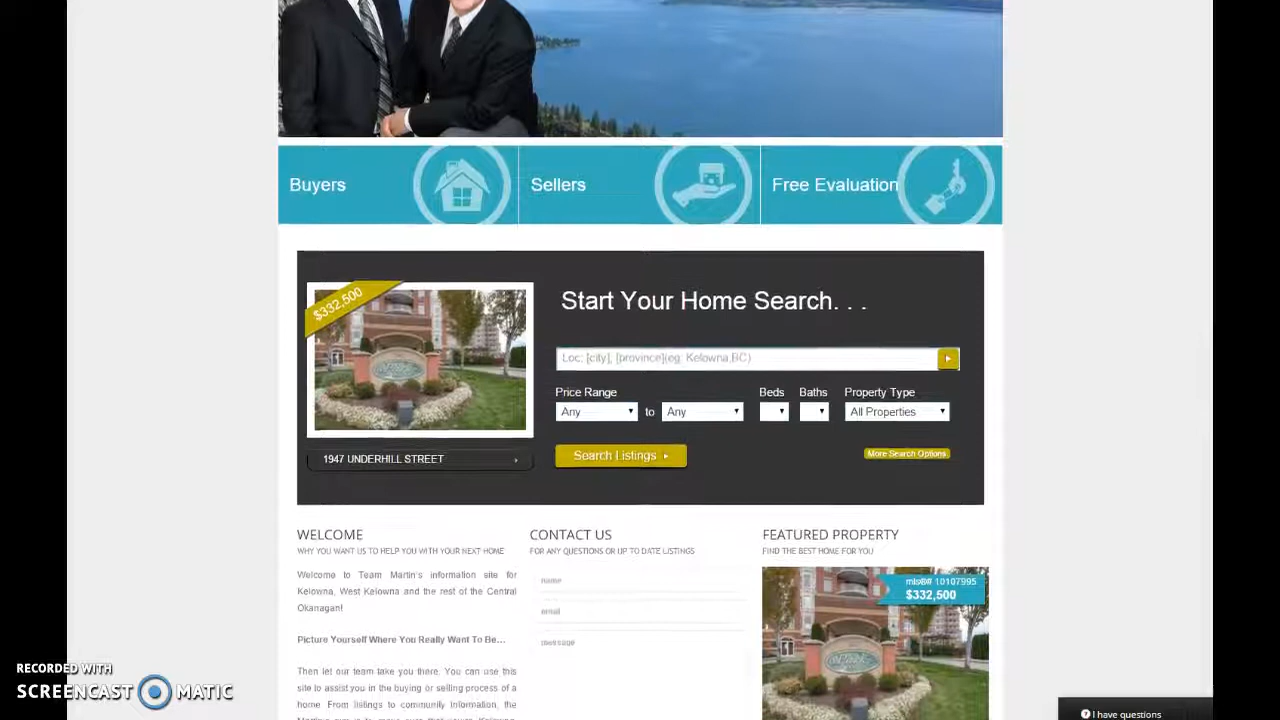 Buyers
Sellers
Free Evaluation
$332,500
Start Your Home Search. . .
Loc; [city], [province](eg: Kelowna,BC)
Price Range
Beds
Baths
Property Type
Any
to
Any
All Properties
1947 UNDERHILL STREET
Search Listings
More Search Options
WELCOME
WHY YOU WANT US TO HELP YOU WITH YOUR NEXT HOME
Welcome to Team Martin's information site for
Kelowna, West Kelowna and the rest of the Central
Okanagan!
Picture Yourself Where You Really Want To Be...
Then let our team take you there. You can use this
site to assist you in the buying or selling process of a
home. From listings to community information, the
CONTACT US
FOR ANY QUESTIONS OR UP TO DATE LISTINGS
name
email
message
FEATURED PROPERTY
FIND THE BEST HOME FOR YOU
mls®# 10107995
$332,500
RECORDED WITH
SCREENCAST MATIC
I have questions